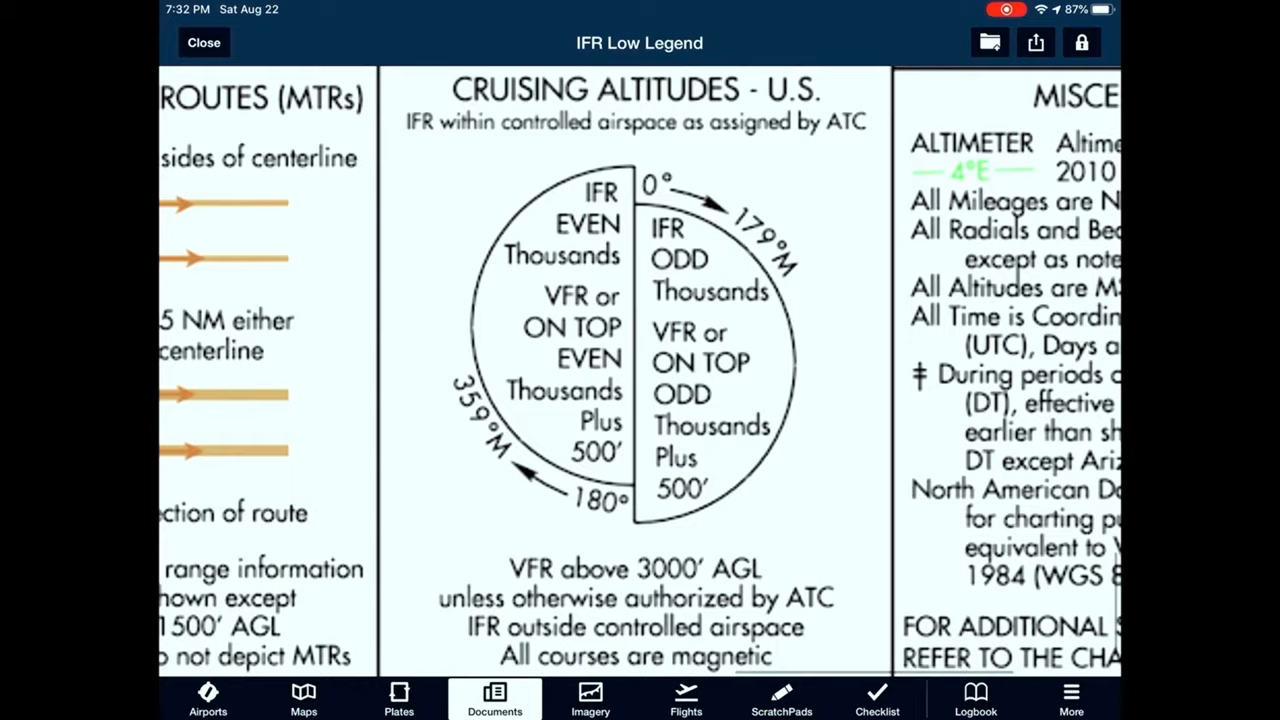 7:32 PM Sat Aug 22
87%
Close
IFR Low Legend
ROUTES (MTRs)
sides of centerline
5 NM either
centerline
ection of route
range information
hown except
1500' AGL
o not depict MTRs
CRUISING ALTITUDES - U.S.
IFR within controlled airspace as assigned by ATC
IFR
EVEN
Thousands
VFR or
ON TOP
EVEN
Thousands
Plus
500'
359°M
180°
0°
179°M
IFR
ODD
Thousands
VFR or
ON TOP
ODD
Thousands
Plus
500'
VFR above 3000' AGL
unless otherwise authorized by ATC
IFR outside controlled airspace
All courses are magnetic
MISCE
ALTIMETER Altime
4°E 2010
All Mileages are N
All Radials and Bea
except as note
All Altitudes are MS
All Time is Coordin
(UTC), Days a
‡ During periods o
(DT), effective
earlier than sh
DT except Ariz
North American Da
for charting pu
equivalent to
1984 (WGS 8
FOR ADDITIONAL S
REFER TO THE CHA
Airports
Maps
Plates
Documents
Imagery
Flights
ScratchPads
Checklist
Logbook
More